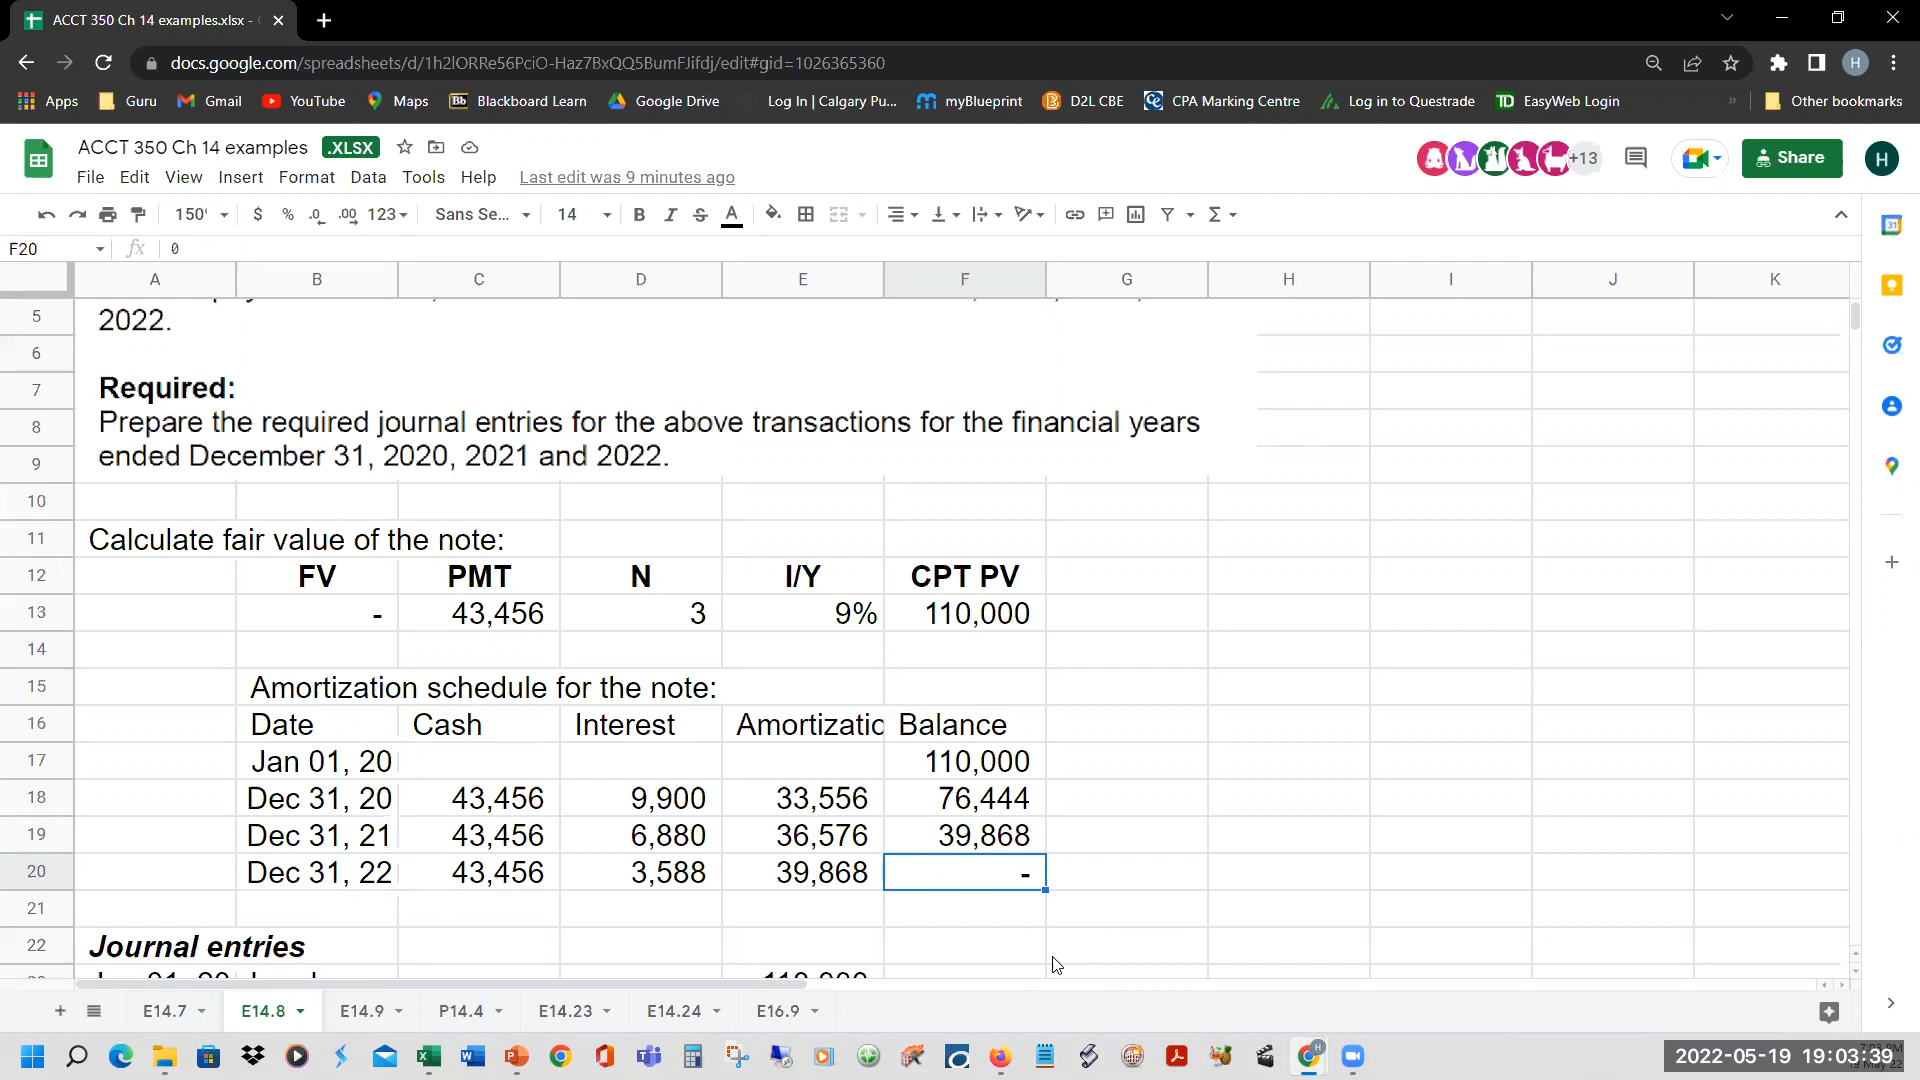 ACCT 350 Ch 14 examples.xlsx -
docs.google.com/spreadsheets/d/1h2lORRe56PciO-Haz7BxQQ5BumFJifdj/edit#gid=1026365360
H
Apps Guru Gmail YouTube Maps Bb Blackboard Learn Google Drive Log In | Calgary Pu... myBlueprint D2L CBE CPA Marking Centre Log in to Questrade TD EasyWeb Login » Other bookmarks
ACCT 350 Ch 14 examples .XLSX
+13 Share H
File Edit View Insert Format Data Tools Help Last edit was 9 minutes ago
150% $ % .0 .00 123 Sans Se... 14 B I S A
F20 fx 0
A B C D E F G H I J K
5 2022.
6
7 Required:
8 Prepare the required journal entries for the above transactions for the financial years
9 ended December 31, 2020, 2021 and 2022.
10
11 Calculate fair value of the note:
12 FV PMT N I/Y CPT PV
13 - 43,456 3 9% 110,000
14
15 Amortization schedule for the note:
16 Date Cash Interest Amortizatio Balance
17 Jan 01, 20 110,000
18 Dec 31, 20 43,456 9,900 33,556 76,444
19 Dec 31, 21 43,456 6,880 36,576 39,868
20 Dec 31, 22 43,456 3,588 39,868 -
21
22 Journal entries
E14.7 E14.8 E14.9 P14.4 E14.23 E14.24 E16.9
2022-05-19 19:03:39